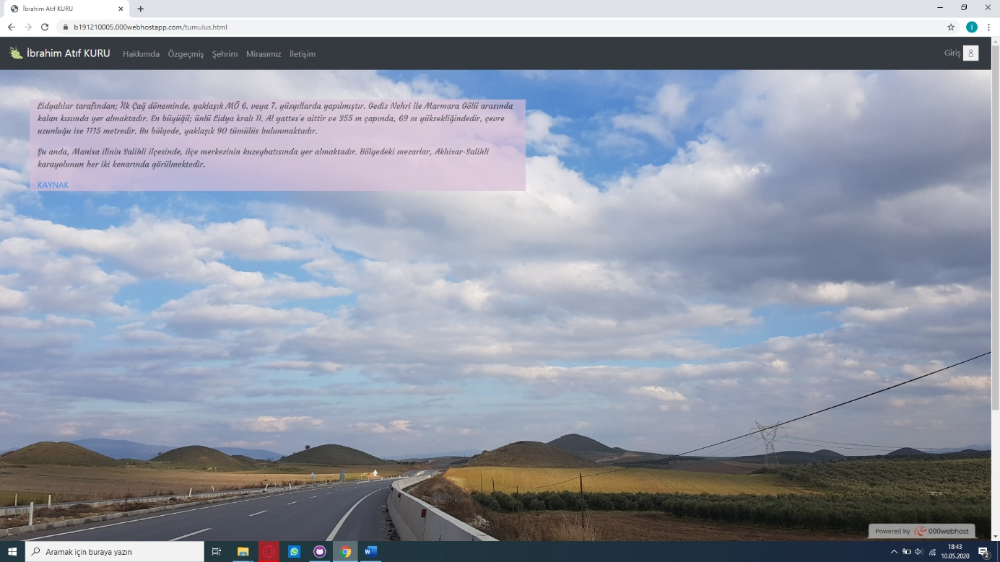 İbrahim Atıf KURU
b191210005.000webhostapp.com/tumulus.html
İbrahim Atıf KURU Hakkımda Özgeçmiş Şehrim Mirasımız İletişim Giriş
Lidyalılar tarafından; İlk Çağ döneminde, yaklaşık MÖ 6. veya 7. yüzyıllarda yapılmıştır. Gediz Nehri ile Marmara Gölü arasında
kalan kısımda yer almaktadır. En büyüğü; ünlü Lidya kralı II. Al yattes'e aittir ve 355 m çapında, 69 m yüksekliğindedir, çevre
uzunluğu ise 1115 metredir. Bu bölgede, yaklaşık 90 tümülüs bulunmaktadır.
Şu anda, Manisa ilinin Salihli ilçesinde, ilçe merkezinin kuzeybatısında yer almaktadır. Bölgedeki mezarlar, Akhisar-Salihli
karayolunun her iki kenarında görülmektedir.
KAYNAK
Powered by 000webhost
Aramak için buraya yazın
18:43
10.05.2020
2